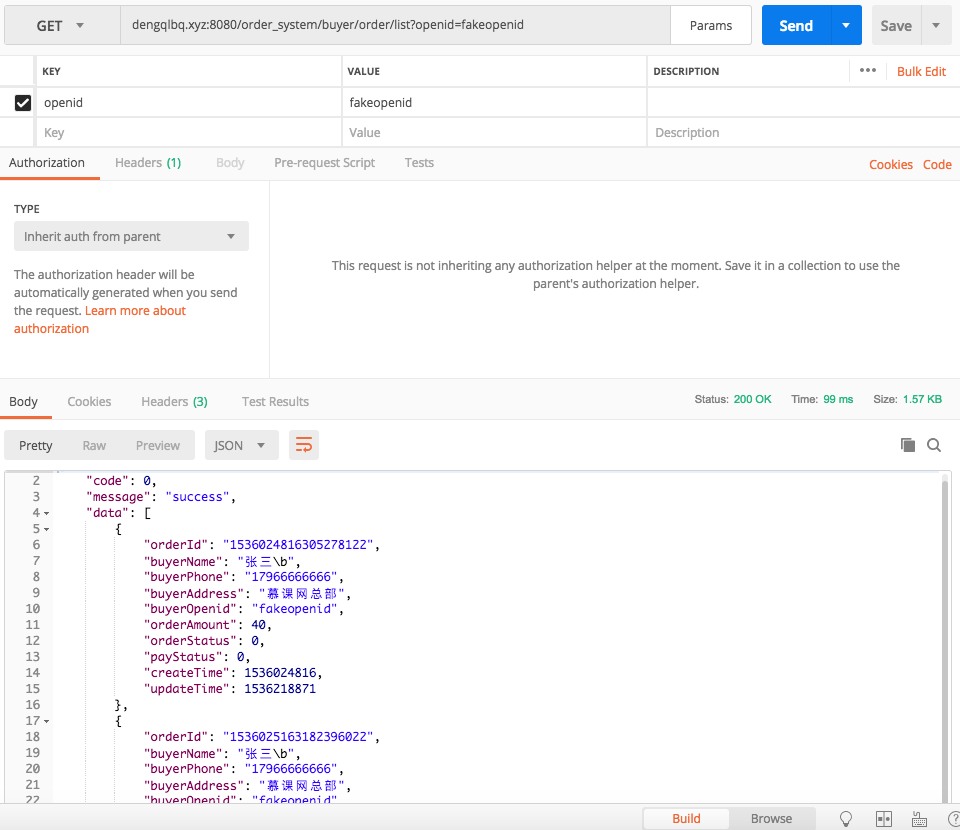 GET dengqlbq.xyz:8080/order_system/buyer/order/list?openid=fakeopenid Params Send Save
KEY VALUE DESCRIPTION ••• Bulk Edit
openid fakeopenid
Key Value Description
Authorization Headers (1) Body Pre-request Script Tests Cookies Code
TYPE
Inherit auth from parent
The authorization header will be
automatically generated when you send
the request. Learn more about
authorization
This request is not inheriting any authorization helper at the moment. Save it in a collection to use the
parent's authorization helper.
Body Cookies Headers (3) Test Results Status: 200 OK Time: 99 ms Size: 1.57 KB
Pretty Raw Preview JSON
2 "code": 0,
3 "message": "success",
4 "data": [
5 {
6 "orderId": "1536024816305278122",
7 "buyerName": "张三\b",
8 "buyerPhone": "17966666666",
9 "buyerAddress": "慕课网总部",
10 "buyerOpenid": "fakeopenid",
11 "orderAmount": 40,
12 "orderStatus": 0,
13 "payStatus": 0,
14 "createTime": 1536024816,
15 "updateTime": 1536218871
16 },
17 {
18 "orderId": "1536025163182396022",
19 "buyerName": "张三\b",
20 "buyerPhone": "17966666666",
21 "buyerAddress": "慕课网总部",
22 "buyerOpenid": "fakeopenid"
Build Browse